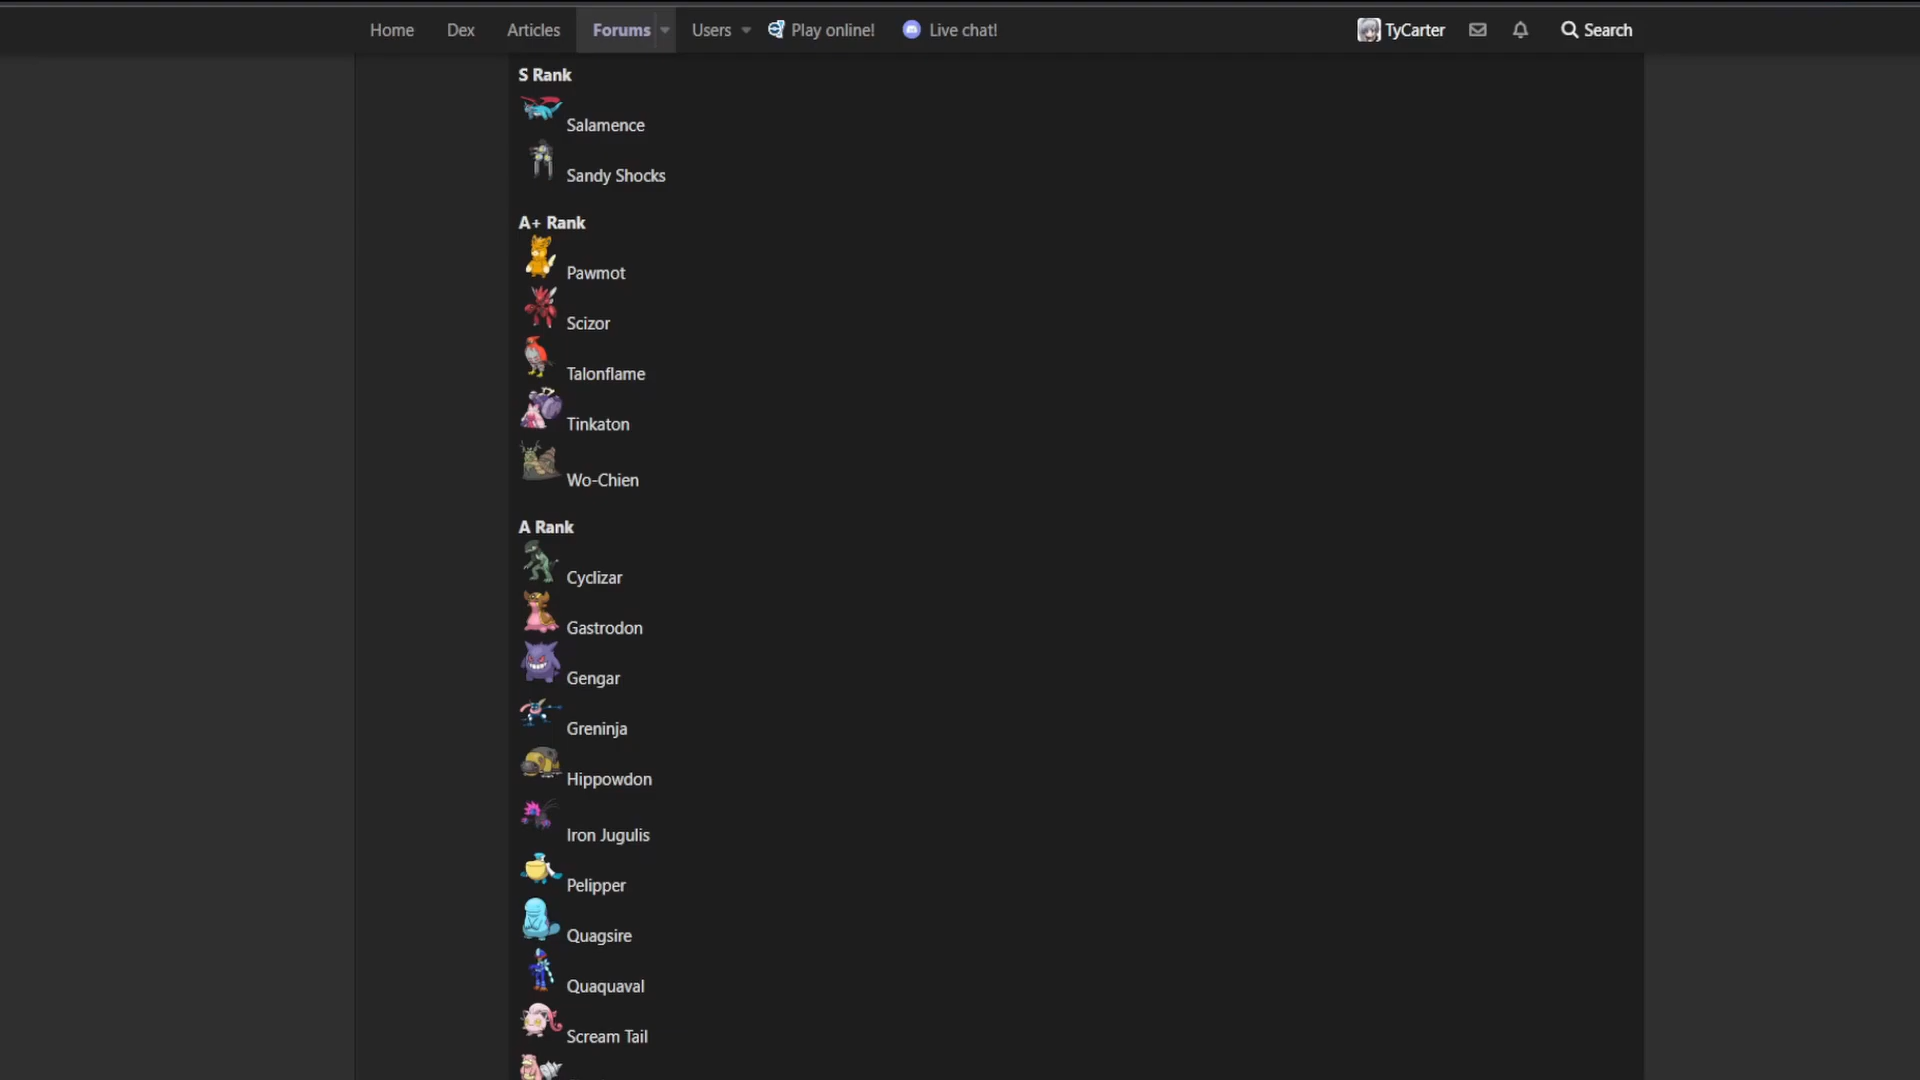 Home Dex Articles Forums Users Play online! Live chat! TyCarter Search
S Rank
Salamence
Sandy Shocks
A+ Rank
Pawmot
Scizor
Talonflame
Tinkaton
Wo-Chien
A Rank
Cyclizar
Gastrodon
Gengar
Greninja
Hippowdon
Iron Jugulis
Pelipper
Quagsire
Quaquaval
Scream Tail